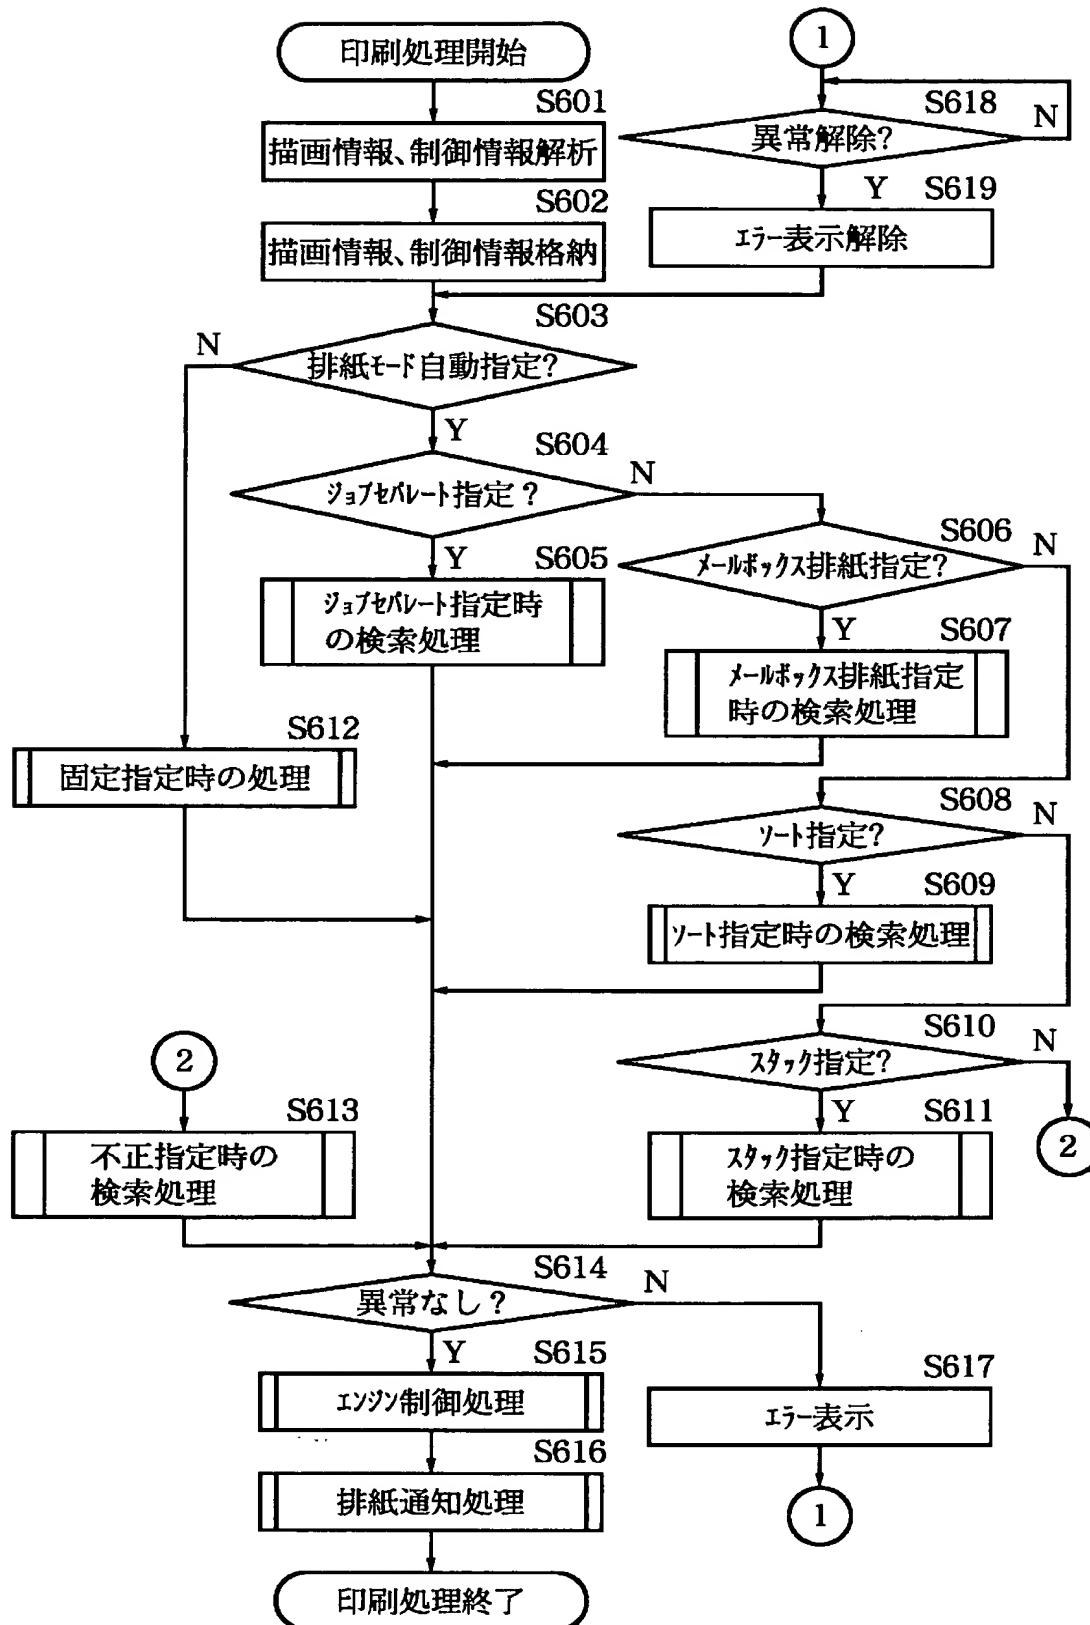 印刷処理開始
S601
描画情報、制御情報解析
S602
描画情報、制御情報格納
1
S618
異常解除?
N
Y
S619
エラー表示解除
S603
N
排紙モード自動指定?
Y
S604
ジョブセパレート指定？
N
Y
S605
ジョブセパレート指定時
の検索処理
S606
N
メールボックス排紙指定?
Y
S607
メールボックス排紙指定
時の検索処理
S612
固定指定時の処理
S608
N
ソート指定?
Y
S609
ソート指定時の検索処理
S610
N
スタック指定?
Y
S611
スタック指定時の
検索処理
2
2
S613
不正指定時の
検索処理
S614
異常なし？
N
Y
S615
エンジン制御処理
S616
排紙通知処理
S617
エラー表示
1
印刷処理終了